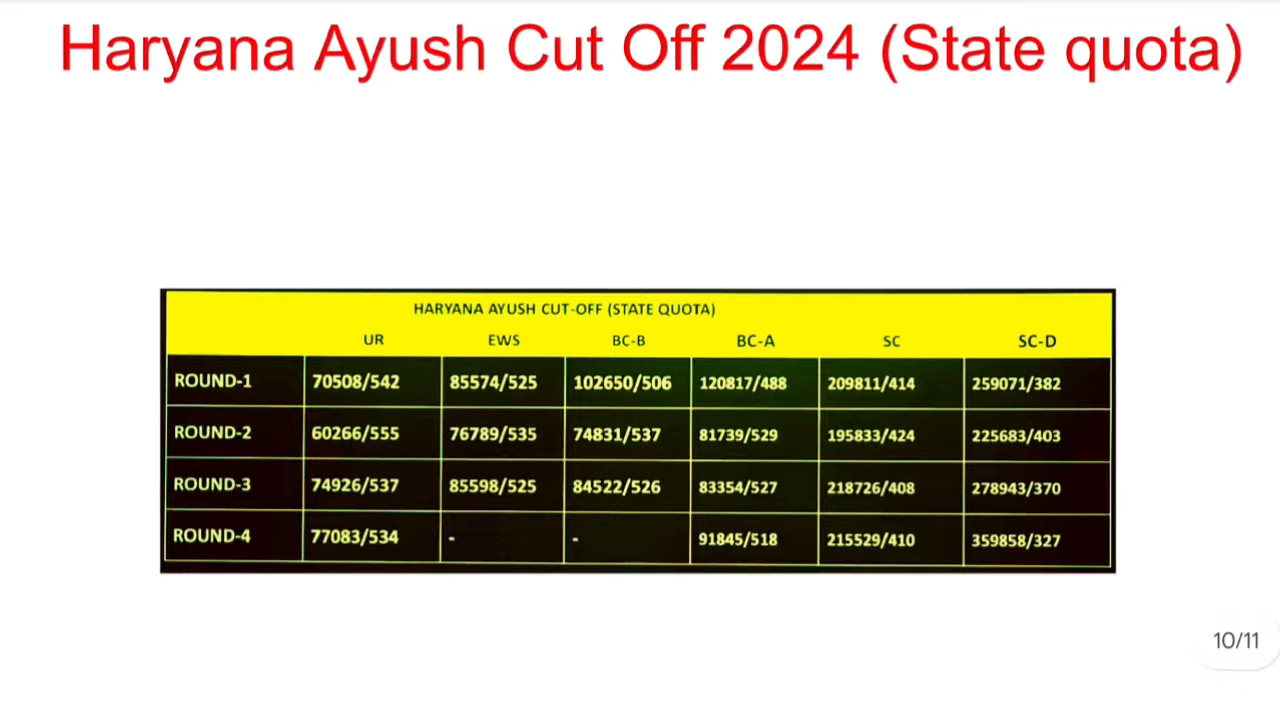 Haryana Ayush Cut Off 2024 (State quota)
HARYANA AYUSH CUT-OFF (STATE QUOTA)
UR EWS BC-B BC-A SC SC-D
ROUND-1 70508/542 85574/525 102650/506 120817/488 209811/414 259071/382
ROUND-2 60266/555 76789/535 74831/537 81739/529 195833/424 225683/403
ROUND-3 74926/537 85598/525 84522/526 83354/527 218726/408 278943/370
ROUND-4 77083/534 - - 91845/518 215529/410 359858/327
10/11